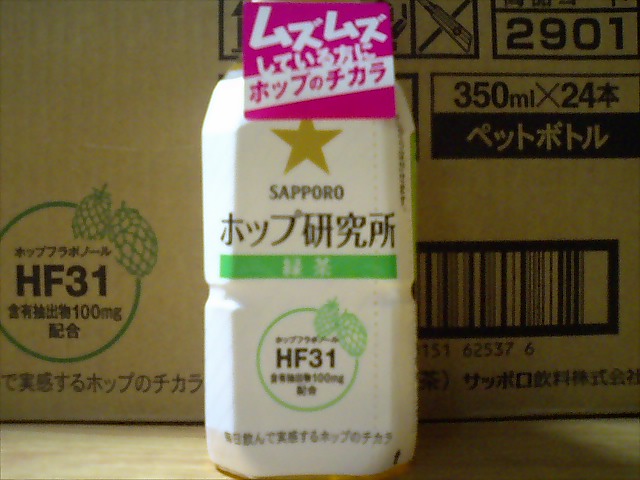 ムズムズ
している方に
ホップのチカラ
2901
350ml×24本
ペットボトル
SAPPORO
ホップ研究所
緑茶
ホップフラボノール
HF31
含有抽出物100mg
配合
毎日飲んで実感するホップのチカラ
ホップフラボノール
HF31
含有抽出物100mg
配合
で実感するホップのチカラ
151 62537 6
茶）サッポロ飲料株式会社